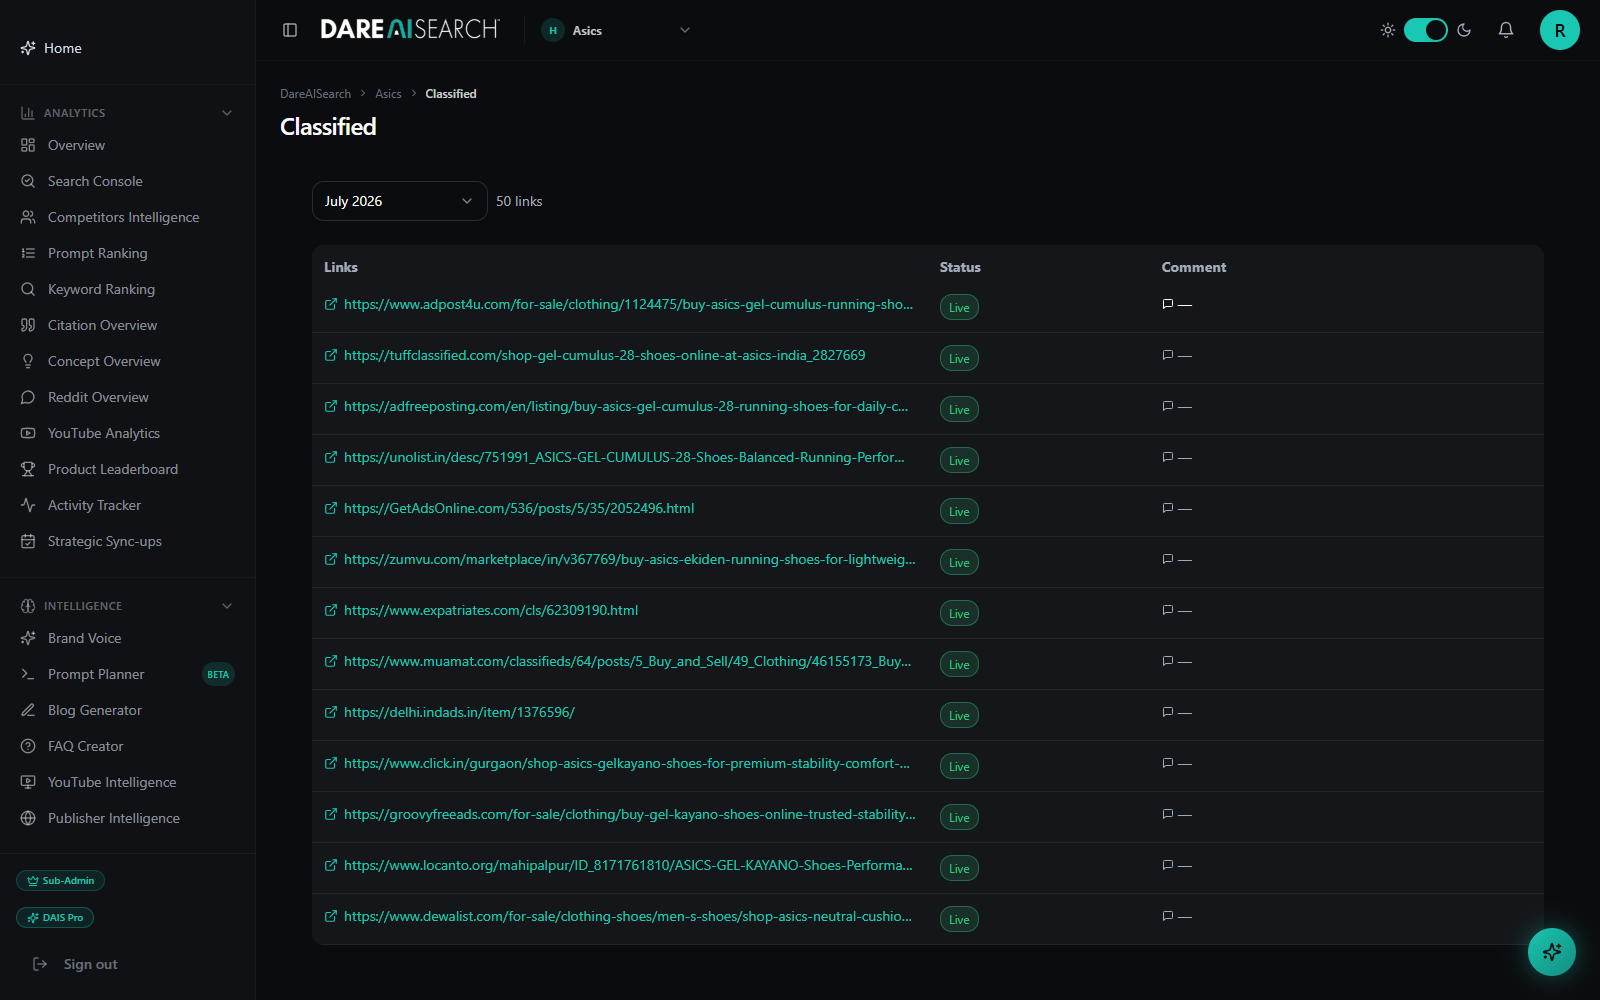 Home
ANALYTICS
Overview
Search Console
Competitors Intelligence
Prompt Ranking
Keyword Ranking
Citation Overview
Concept Overview
Reddit Overview
YouTube Analytics
Product Leaderboard
Activity Tracker
Strategic Sync-ups
INTELLIGENCE
Brand Voice
Prompt Planner BETA
Blog Generator
FAQ Creator
YouTube Intelligence
Publisher Intelligence
Sub-Admin
DAIS Pro
Sign out
DARE AI SEARCH
H Asics
R
DareAISearch > Asics > Classified
Classified
July 2026 50 links
Links Status Comment
https://www.adpost4u.com/for-sale/clothing/1124475/buy-asics-gel-cumulus-running-sho... Live —
https://tuffclassified.com/shop-gel-cumulus-28-shoes-online-at-asics-india_2827669 Live —
https://adfreeposting.com/en/listing/buy-asics-gel-cumulus-28-running-shoes-for-daily-c... Live —
https://unolist.in/desc/751991_ASICS-GEL-CUMULUS-28-Shoes-Balanced-Running-Perfor... Live —
https://GetAdsOnline.com/536/posts/5/35/2052496.html Live —
https://zumvu.com/marketplace/in/v367769/buy-asics-ekiden-running-shoes-for-lightweig... Live —
https://www.expatriates.com/cls/62309190.html Live —
https://www.muamat.com/classifieds/64/posts/5_Buy_and_Sell/49_Clothing/46155173_Buy... Live —
https://delhi.indads.in/item/1376596/ Live —
https://www.click.in/gurgaon/shop-asics-gelkayano-shoes-for-premium-stability-comfort-... Live —
https://groovyfreeads.com/for-sale/clothing/buy-gel-kayano-shoes-online-trusted-stability... Live —
https://www.locanto.org/mahipalpur/ID_8171761810/ASICS-GEL-KAYANO-Shoes-Performa... Live —
https://www.dewalist.com/for-sale/clothing-shoes/men-s-shoes/shop-asics-neutral-cushio... Live —